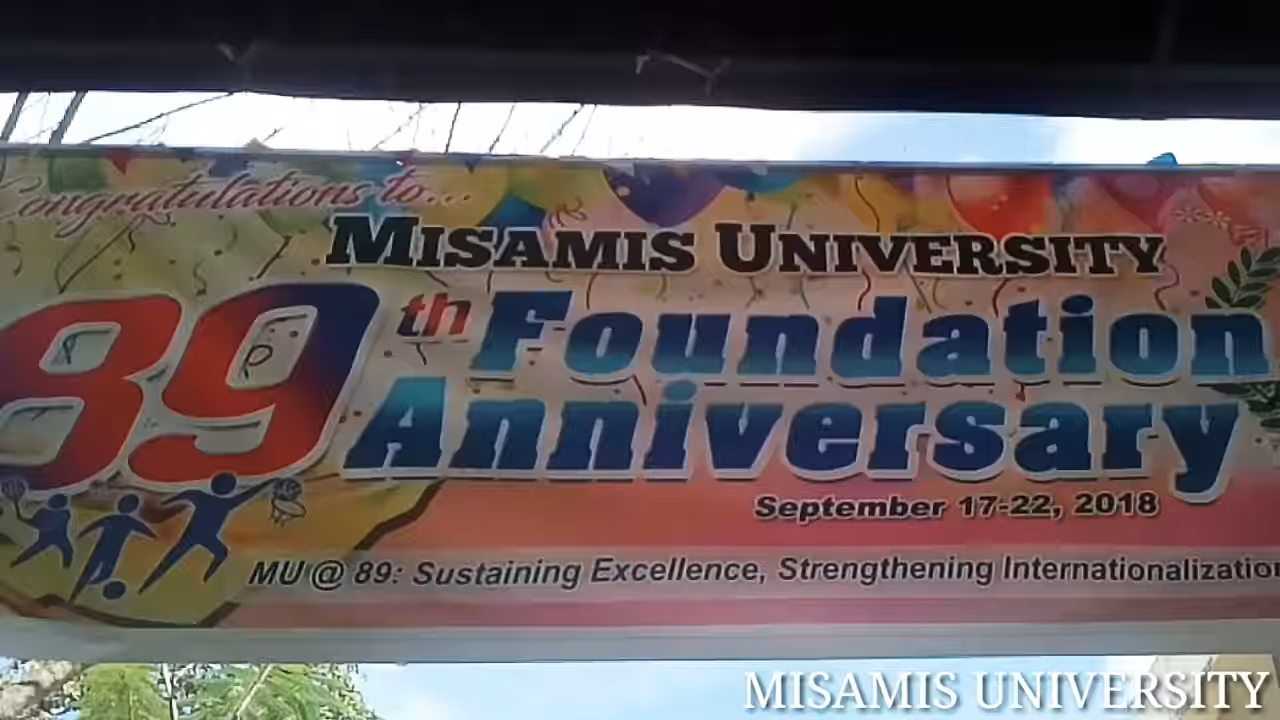 Congratulations to...
MISAMIS UNIVERSITY
89th Foundation
Anniversary
September 17-22, 2018
MU @ 89: Sustaining Excellence, Strengthening Internationalization
MISAMIS UNIVERSITY